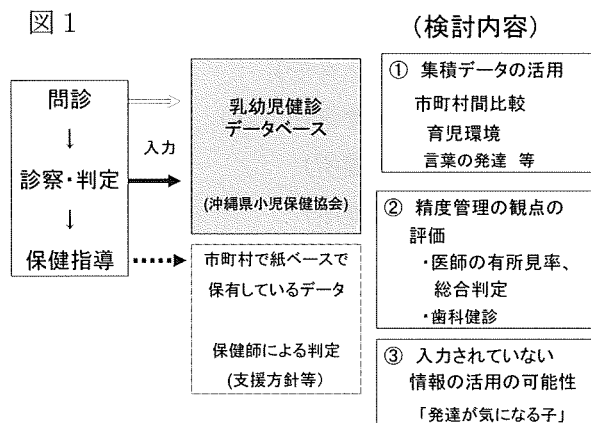 図1
(検討内容)
問診
↓
診察・判定
↓
保健指導
入力
乳幼児健診
データベース
(沖縄県小児保健協会)
市町村で紙ベースで
保有しているデータ
保健師による判定
(支援方針等)
① 集積データの活用
市町村間比較
育児環境
言葉の発達 等
② 精度管理の観点の
評価
・医師の有所見率、
総合判定
・歯科健診
③ 入力されていない
情報の活用の可能性
「発達が気になる子」